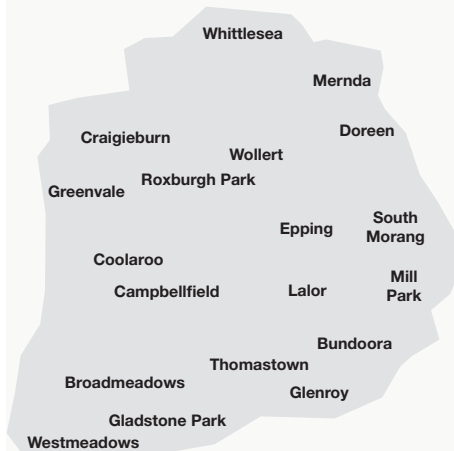 Whittlesea
Mernda
Doreen
Craigieburn
Wollert
Roxburgh Park
Greenvale
South
Morang
Epping
Coolaroo
Mill
Park
Campbellfield
Lalor
Bundoora
Thomastown
Broadmeadows
Glenroy
Gladstone Park
Westmeadows